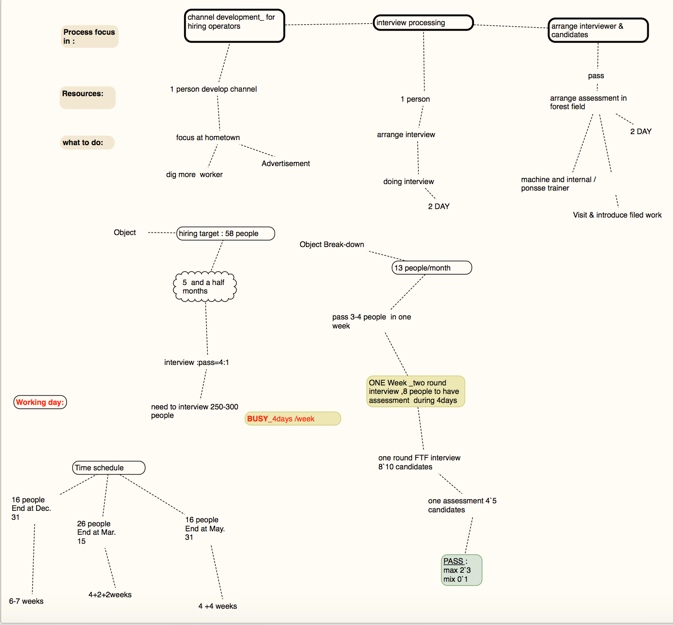 Process focus
in :
channel development_ for
hiring operators
interview processing
arrange interviewer &
candidates
Resources:
1 person develop channel
1 person
pass
arrange assessment in
forest field
2 DAY
what to do:
focus at hometown
Advertisement
dig more  worker
arrange interview
doing interview
2 DAY
machine and internal /
ponsse trainer
Visit & introduce filed work
Object
hiring target : 58 people
5  and a half
months
interview :pass=4:1
need to interview 250-300
people
Object Break-down
13 people/month
pass 3-4 people  in one
week
ONE Week _two round
interview ,8 people to have
assessment  during 4days
BUSY_4days /week
one round FTF interview
8`10 candidates
one assessment 4`5
candidates
PASS :
max 2`3
mix 0`1
Working day:
Time schedule
16 people
End at Dec.
31
26 people
End at Mar.
15
16 people
End at May.
31
6-7 weeks
4+2+2weeks
4 +4 weeks